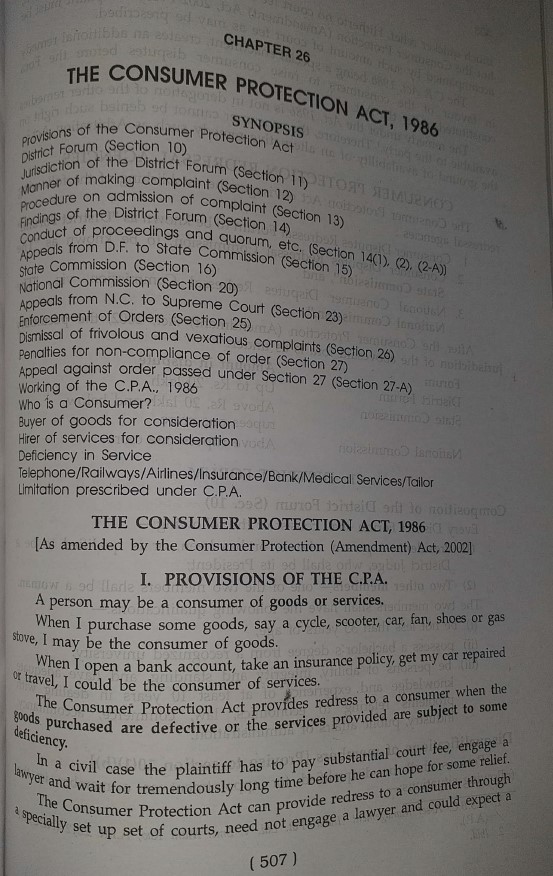 CHAPTER 26
THE CONSUMER PROTECTION ACT, 1986
SYNOPSIS
Provisions of the Consumer Protection Act
District Forum (Section 10)
Jurisdiction of the District Forum (Section 11)
Manner of making complaint (Section 12)
Procedure on admission of complaint (Section 13)
Findings of the District Forum (Section 14)
Conduct of proceedings and quorum, etc. (Section 14(1), (2), (2-A))
Appeals from D.F. to State Commission (Section 15)
State Commission (Section 16)
National Commission (Section 20)
Appeals from N.C. to Supreme Court (Section 23)
Enforcement of Orders (Section 25)
Dismissal of frivolous and vexatious complaints (Section 26)
Penalties for non-compliance of order (Section 27)
Appeal against order passed under Section 27 (Section 27-A)
Working of the C.P.A., 1986
Who is a Consumer?
Buyer of goods for consideration
Hirer of services for consideration
Deficiency in Service
Telephone/Railways/Airlines/Insurance/Bank/Medical Services/Tailor
Limitation prescribed under C.P.A.
THE CONSUMER PROTECTION ACT, 1986
[As amended by the Consumer Protection (Amendment) Act, 2002]
I. PROVISIONS OF THE C.P.A.
A person may be a consumer of goods or services.
When I purchase some goods, say a cycle, scooter, car, fan, shoes or gas
stove, I may be the consumer of goods.
When I open a bank account, take an insurance policy, get my car repaired
or travel, I could be the consumer of services.
The Consumer Protection Act provides redress to a consumer when the
goods purchased are defective or the services provided are subject to some
deficiency.
In a civil case the plaintiff has to pay substantial court fee, engage a
lawyer and wait for tremendously long time before he can hope for some relief.
The Consumer Protection Act can provide redress to a consumer through
a specially set up set of courts, need not engage a lawyer and could expect a
(507)